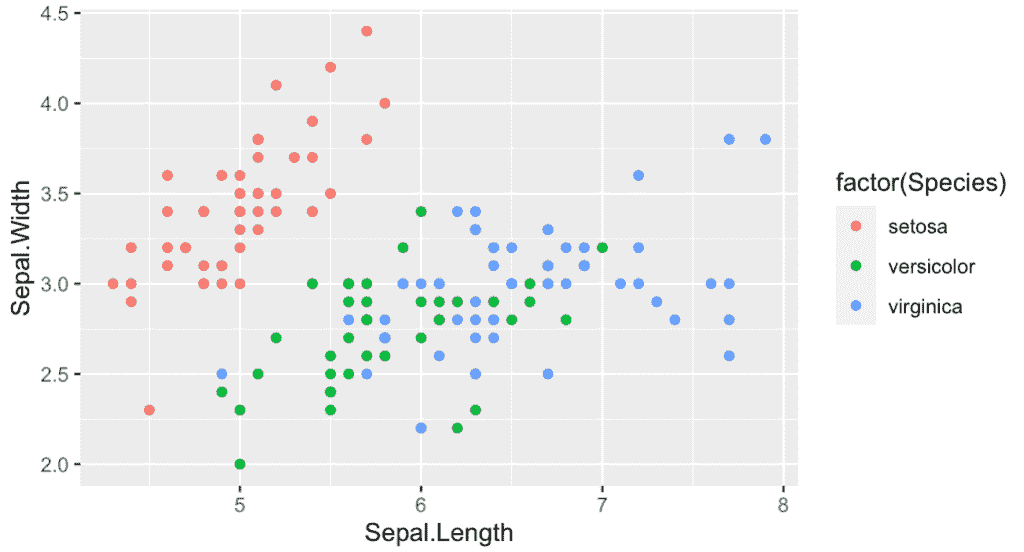 4.5
4.0
3.5
3.0
2.5
2.0
Sepal.Width
5 6 7 8
Sepal.Length
factor(Species)
setosa
versicolor
virginica